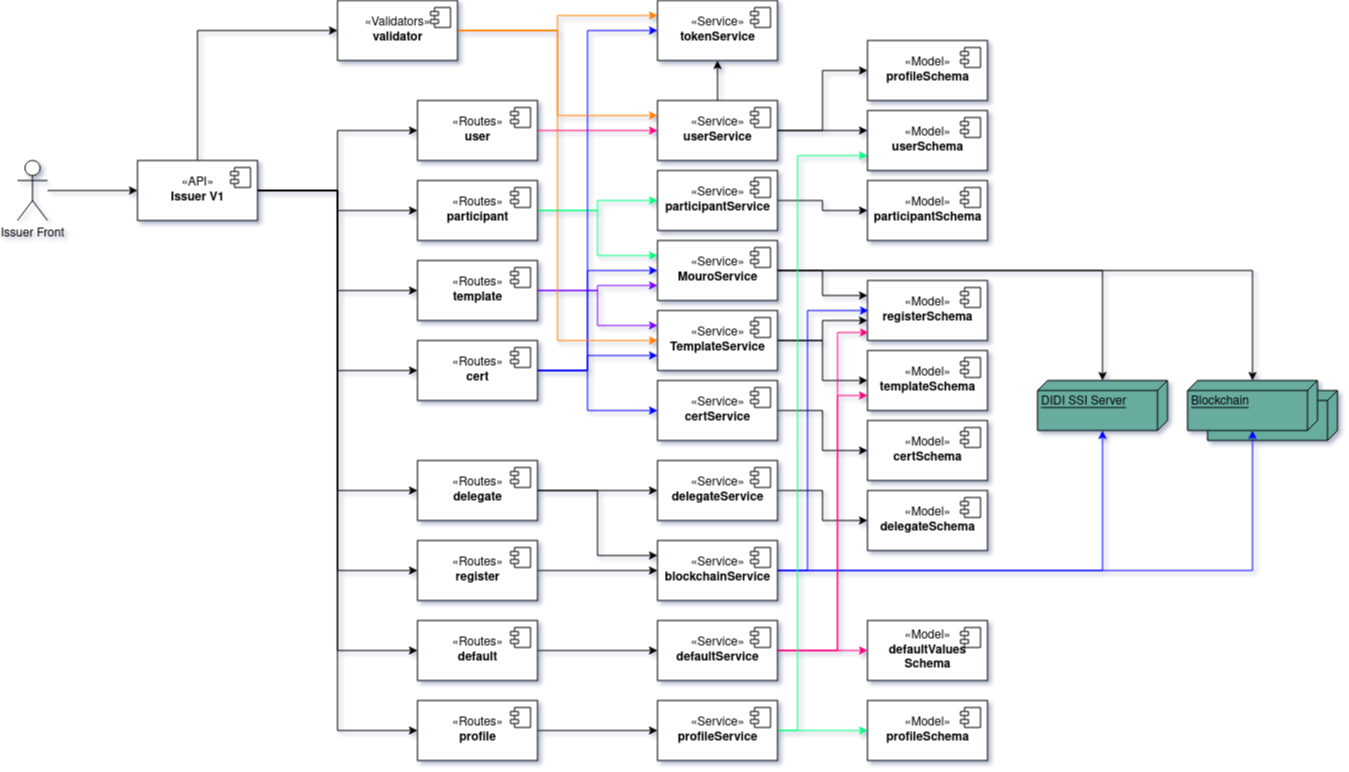 «Validators»
validator
«Service»
tokenService
«Model»
profileSchema
«Routes»
user
«Service»
userService
«Model»
userSchema
«API»
Issuer V1
Issuer Front
«Routes»
participant
«Service»
participantService
«Model»
participantSchema
«Routes»
template
«Service»
MouroService
«Model»
registerSchema
«Service»
TemplateService
«Routes»
cert
«Model»
templateSchema
«Service»
certService
DIDI SSI Server
Blockchain
«Model»
certSchema
«Routes»
delegate
«Service»
delegateService
«Model»
delegateSchema
«Routes»
register
«Service»
blockchainService
«Routes»
default
«Service»
defaultService
«Model»
defaultValues
Schema
«Routes»
profile
«Service»
profileService
«Model»
profileSchema